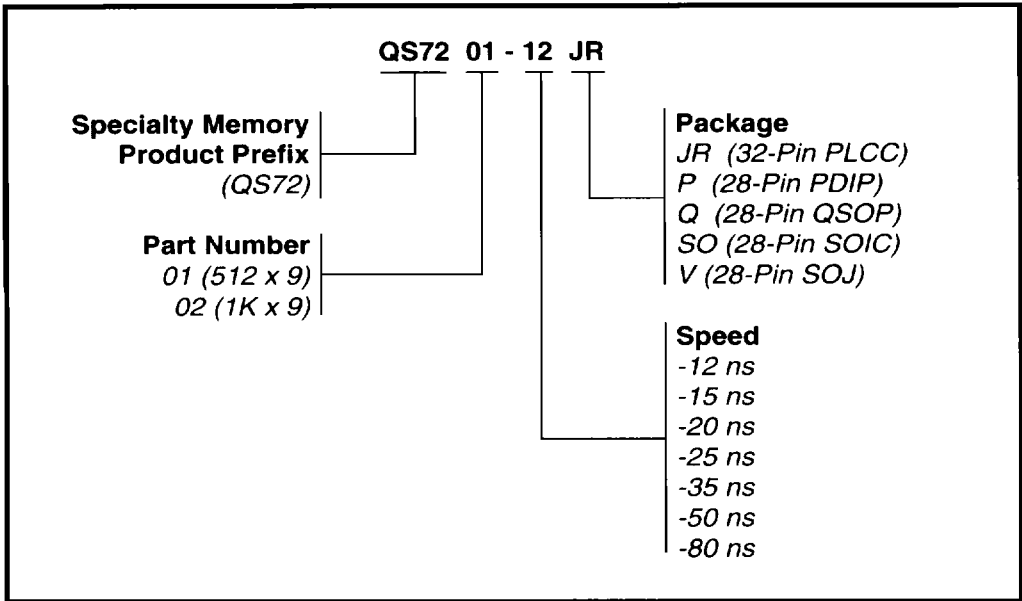 QS72 01 - 12 JR
Specialty Memory
Product Prefix
(QS72)
Part Number
01 (512 x 9)
02 (1K x 9)
Package
JR (32-Pin PLCC)
P (28-Pin PDIP)
Q (28-Pin QSOP)
SO (28-Pin SOIC)
V (28-Pin SOJ)
Speed
-12 ns
-15 ns
-20 ns
-25 ns
-35 ns
-50 ns
-80 ns